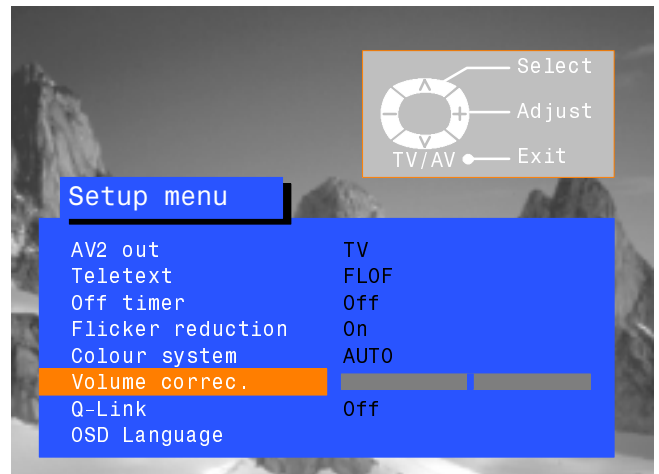 Select
Adjust
TV/AV Exit
Setup menu
AV2 out TV
Teletext FLOF
Off timer Off
Flicker reduction On
Colour system AUTO
Volume correc.
Q-Link Off
OSD Language